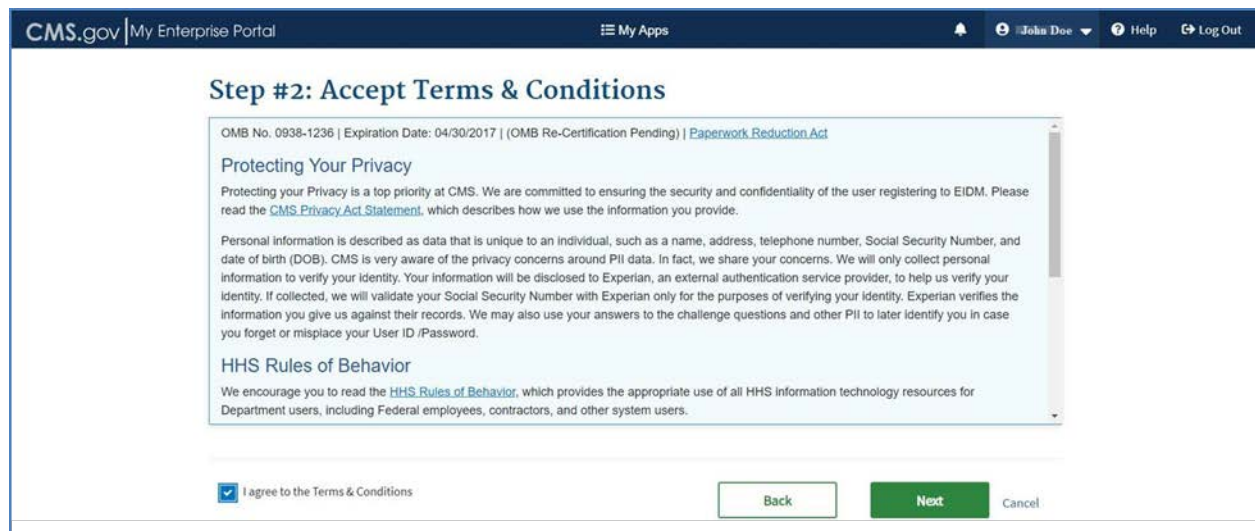 CMS.gov | My Enterprise Portal My Apps John Doe Help Log Out
Step #2: Accept Terms & Conditions
OMB No. 0938-1236 | Expiration Date: 04/30/2017 | (OMB Re-Certification Pending) | Paperwork Reduction Act
Protecting Your Privacy
Protecting your Privacy is a top priority at CMS. We are committed to ensuring the security and confidentiality of the user registering to EIDM. Please
read the CMS Privacy Act Statement, which describes how we use the information you provide.
Personal information is described as data that is unique to an individual, such as a name, address, telephone number, Social Security Number, and
date of birth (DOB). CMS is very aware of the privacy concerns around PII data. In fact, we share your concerns. We will only collect personal
information to verify your identity. Your information will be disclosed to Experian, an external authentication service provider, to help us verify your
identity. If collected, we will validate your Social Security Number with Experian only for the purposes of verifying your identity. Experian verifies the
information you give us against their records. We may also use your answers to the challenge questions and other PII to later identify you in case
you forget or misplace your User ID /Password.
HHS Rules of Behavior
We encourage you to read the HHS Rules of Behavior, which provides the appropriate use of all HHS information technology resources for
Department users, including Federal employees, contractors, and other system users.
I agree to the Terms & Conditions Back Next Cancel